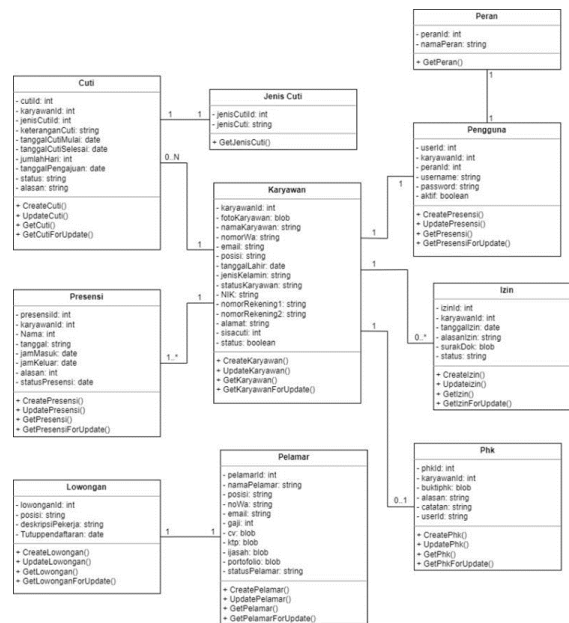 Peran
- peranId: int
- namaPeran: string
+ GetPeran()
1
1
Cuti
- cutiId: int
- karyawanId: int
- jenisCutiId: int
- keteranganCuti: string
- tanggalCutiMulai: date
- tanggalCutiSelesai: date
- jumlahHari: int
- tanggalPengajuan: date
- status: string
- alasan: string
+ CreateCuti()
+ UpdateCuti()
+ GetCuti()
+ GetCutiForUpdate()
1
1
0..N
1
Jenis Cuti
- jenisCutiId: int
- jenisCuti: string
+ GetJenisCuti()
Pengguna
- userId: int
- karyawanId: int
- peranId: int
- username: string
- password: string
- aktif: boolean
+ CreatePresensi()
+ UpdatePresensi()
+ GetPresensi()
+ GetPresensiForUpdate()
Karyawan
- karyawanId: int
- fotoKaryawan: blob
- namaKaryawan: string
- nomorWa: string
- email: string
- posisi: string
- tanggalLahir: date
- jenisKelamin: string
- statusKaryawan: string
- NIK: string
- nomorRekening1: string
- nomorRekening2: string
- alamat: string
- sisacuti: int
- status: boolean
+ CreateKaryawan()
+ UpdateKaryawan()
+ GetKaryawan()
+ GetKaryawanForUpdate()
1
1
1
0..*
1
0..1
Presensi
- presensiId: int
- karyawanId: int
- Nama: int
- tanggal: string
- jamMasuk: date
- jamKeluar: date
- alasan: int
- statusPresensi: date
+ CreatePresensi()
+ UpdatePresensi()
+ GetPresensi()
+ GetPresensiForUpdate()
1
1..*
Izin
- izinId: int
- karyawanId: int
- tanggalIzin: date
- alasanIzin: string
- surakDok: blob
- status: string
+ CreateIzin()
+ Updateizin()
+ GetIzin()
+ GetIzinForUpdate()
Phk
- phkId: int
- karyawanId: int
- buktiphk: blob
- alasan: string
- catatan: string
- userId: string
+ CreatePhk()
+ UpdatePhk()
+ GetPhk()
+ GetPhkForUpdate()
Lowongan
- lowonganId: int
- posisi: string
- deskripsiPekerja: string
- Tutuppendaftaran: date
+ CreateLowongan()
+ UpdateLowongan()
+ GetLowongan()
+ GetLowonganForUpdate()
1
1
Pelamar
- pelamarId: int
- namaPelamar: string
- posisi: string
- noWa: string
- email: string
- gaji: int
- cv: blob
- ktp: blob
- ijasah: blob
- portofolio: blob
- statusPelamar: string
+ CreatePelamar()
+ UpdatePelamar()
+ GetPelamar()
+ GetPelamarForUpdate()